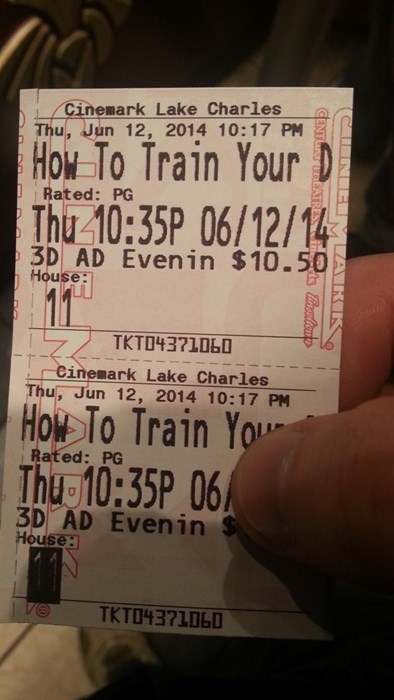 Cinemark Lake Charles
Thu, Jun 12, 2014 10:17 PM
How To Train Your D
Rated: PG
Thu 10:35P 06/12/14
3D AD Evenin $10.50
House:
11
TKT04371060
CINEMARK
Cinemark Lake Charles
Thu, Jun 12, 2014 10:17 PM
How To Train You
Rated: PG
Thu 10:35P 06/
3D AD Evenin $
House:
11
TKT04371060